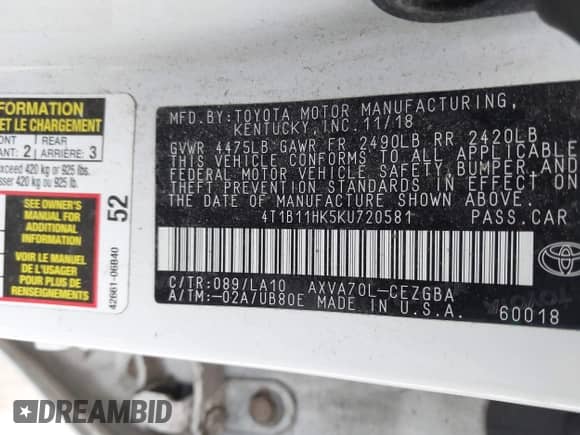 FORMATION
ET LE CHARGEMENT
ONT
ANT: 2
REAR
ARRIÈRE: 3
exceed 420 kg or 925 lbs.
420 kg ou 925 lb.
SEE OWNER'S
MANUAL FOR
ADDITIONAL
INFORMATION
VOIR LE MANUEL
DE L'USAGER
POUR PLUS DE
RENSEIGNEMENTS
52
42661-06B40
MFD.BY:TOYOTA MOTOR MANUFACTURING,
KENTUCKY, INC. 11/18
GVWR 4475LB GAWR FR 2490LB RR 2420LB
THIS VEHICLE CONFORMS TO ALL APPLICABLE
FEDERAL MOTOR VEHICLE SAFETY, BUMPER, AND
THEFT PREVENTION STANDARDS IN EFFECT ON
THE DATE OF MANUFACTURE SHOWN ABOVE.
4T1B11HK5KU720581 PASS.CAR
C/TR:089/LA10 AXVA70L-CEZGBA
A/TM:-02A/UB80E MADE IN U.S.A. 60018
TOYOTA
DREAMBID